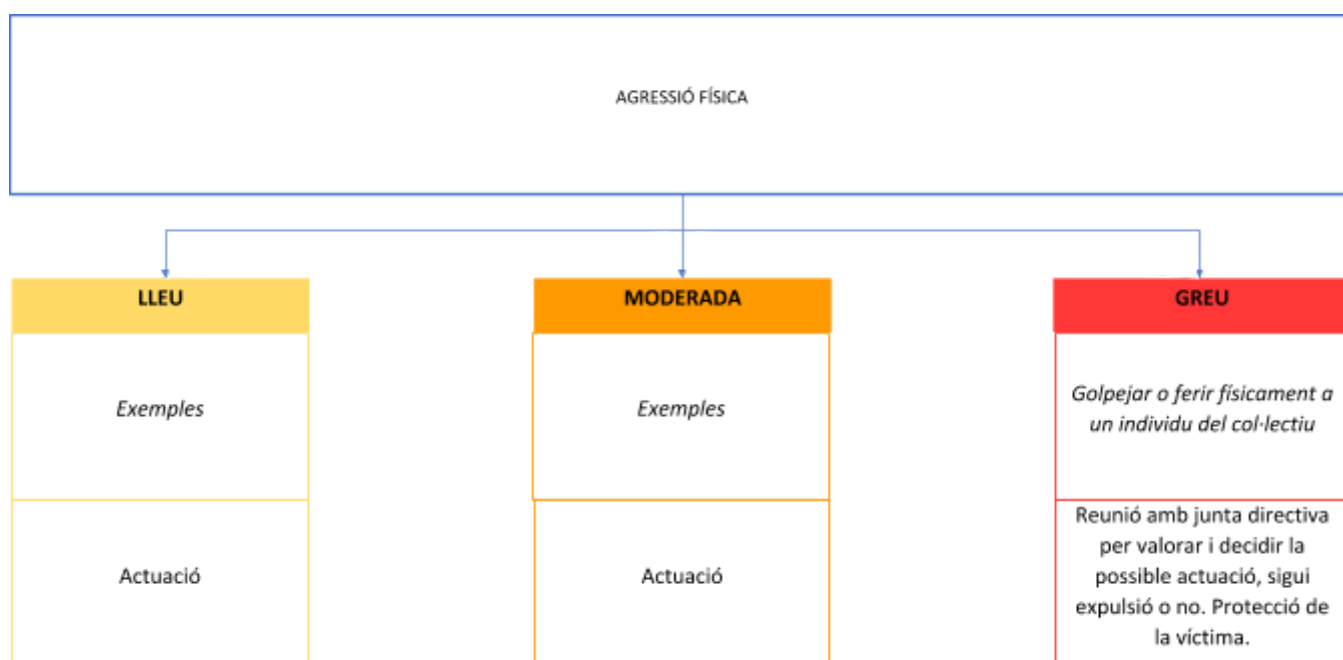 AGRESSIÓ FÍSICA
LLEU
MODERADA
GREU
Exemples
Exemples
Golpejar o ferir físicament a
un individu del col·lectiu
Actuació
Actuació
Reunió amb junta directiva
per valorar i decidir la
possible actuació, sigui
expulsió o no. Protecció de
la víctima.